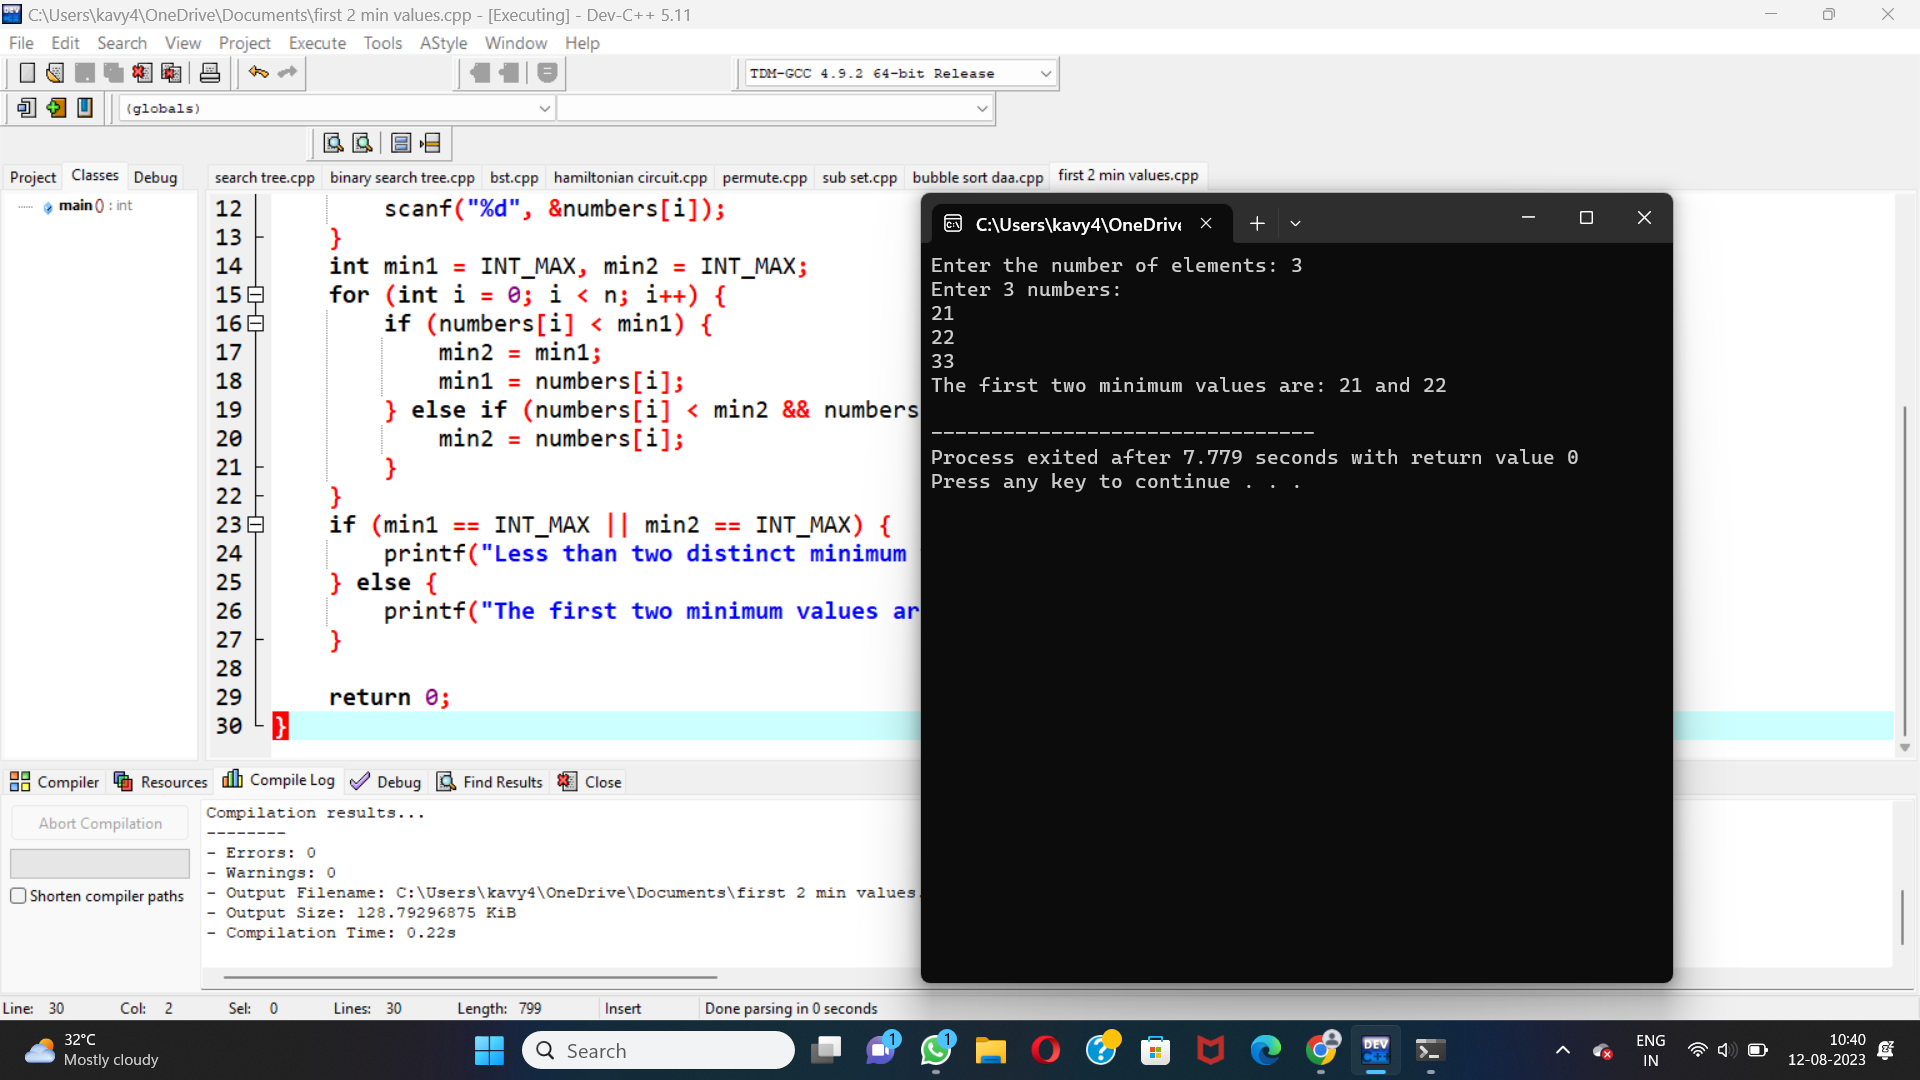 C:\Users\kavy4\OneDrive\Documents\first 2 min values.cpp - [Executing] - Dev-C++ 5.11
File Edit Search View Project Execute Tools AStyle Window Help
TDM-GCC 4.9.2 64-bit Release
(globals)
Project Classes Debug
search tree.cpp binary search tree.cpp bst.cpp hamiltonian circuit.cpp permute.cpp sub set.cpp bubble sort daa.cpp first 2 min values.cpp
main () : int
12 scanf("%d", &numbers[i]);
13 }
14 int min1 = INT_MAX, min2 = INT_MAX;
15 for (int i = 0; i < n; i++) {
16 if (numbers[i] < min1) {
17 min2 = min1;
18 min1 = numbers[i];
19 } else if (numbers[i] < min2 && numbers
20 min2 = numbers[i];
21 }
22 }
23 if (min1 == INT_MAX || min2 == INT_MAX) {
24 printf("Less than two distinct minimum
25 } else {
26 printf("The first two minimum values ar
27 }
28
29 return 0;
30 }
C:\Users\kavy4\OneDrive
Enter the number of elements: 3
Enter 3 numbers:
21
22
33
The first two minimum values are: 21 and 22
--------------------------------
Process exited after 7.779 seconds with return value 0
Press any key to continue . . .
Compiler Resources Compile Log Debug Find Results Close
Abort Compilation
Shorten compiler paths
Compilation results...
--------
- Errors: 0
- Warnings: 0
- Output Filename: C:\Users\kavy4\OneDrive\Documents\first 2 min values.
- Output Size: 128.79296875 KiB
- Compilation Time: 0.22s
Line: 30 Col: 2 Sel: 0 Lines: 30 Length: 799 Insert Done parsing in 0 seconds
32°C
Mostly cloudy
Search
1
1
DEV
C++
ENG
IN
10:40
12-08-2023